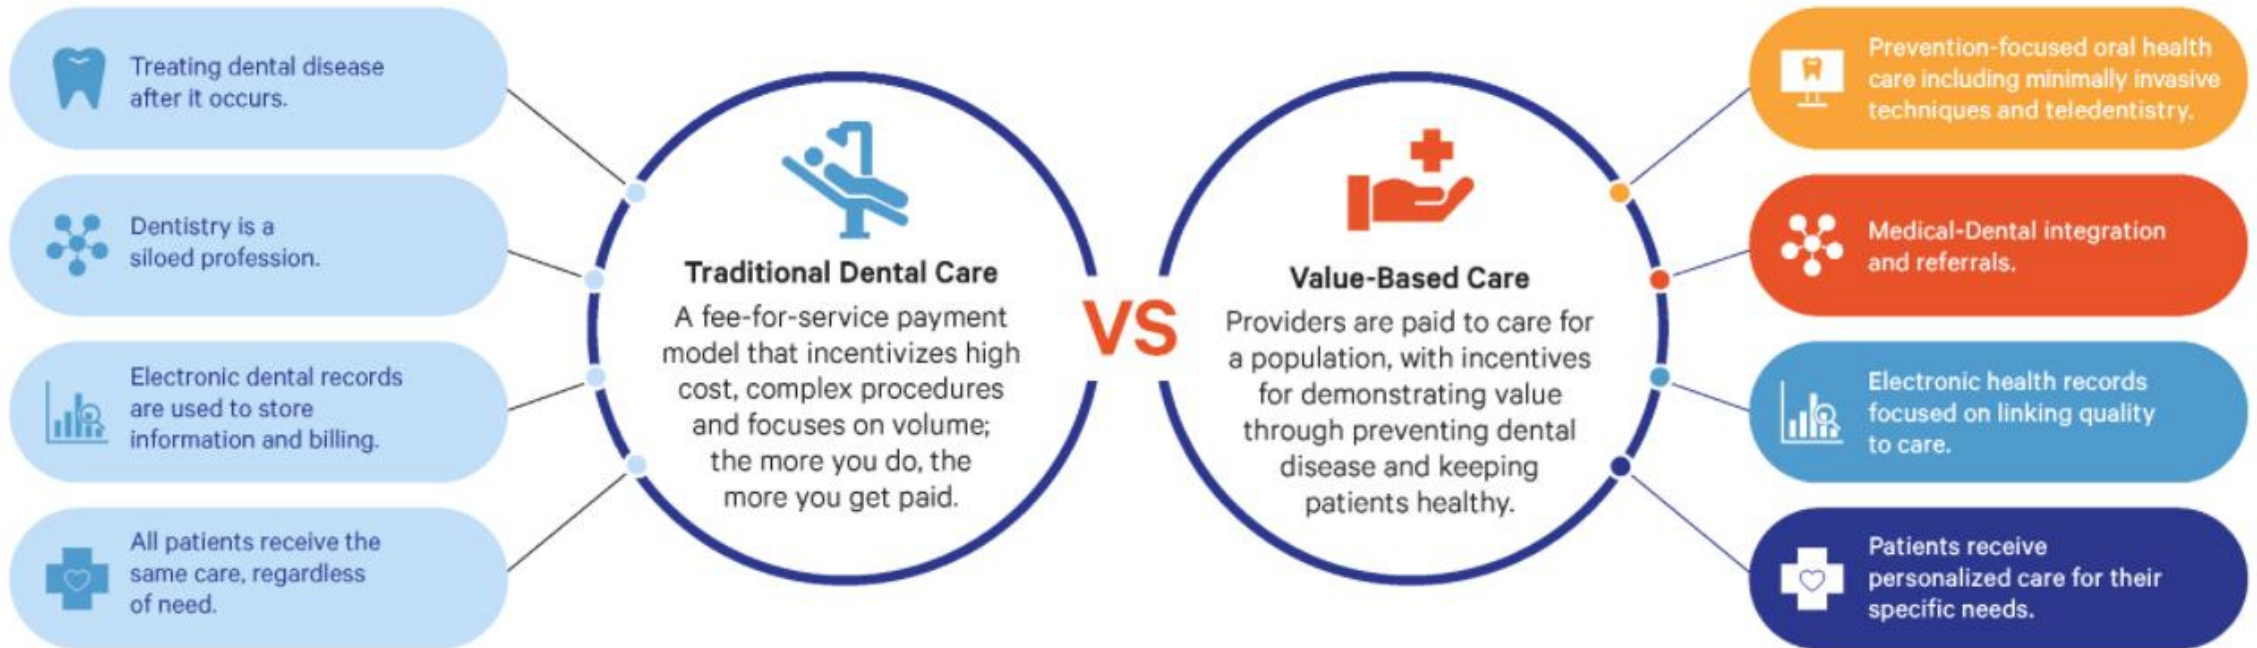 Treating dental disease
after it occurs.
Dentistry is a
siloed profession.
Electronic dental records
are used to store
information and billing.
All patients receive the
same care, regardless
of need.
Traditional Dental Care
A fee-for-service payment
model that incentivizes high
cost, complex procedures
and focuses on volume;
the more you do, the
more you get paid.
VS
Value-Based Care
Providers are paid to care for
a population, with incentives
for demonstrating value
through preventing dental
disease and keeping
patients healthy.
Prevention-focused oral health
care including minimally invasive
techniques and teledentistry.
Medical-Dental integration
and referrals.
Electronic health records
focused on linking quality
to care.
Patients receive
personalized care for their
specific needs.